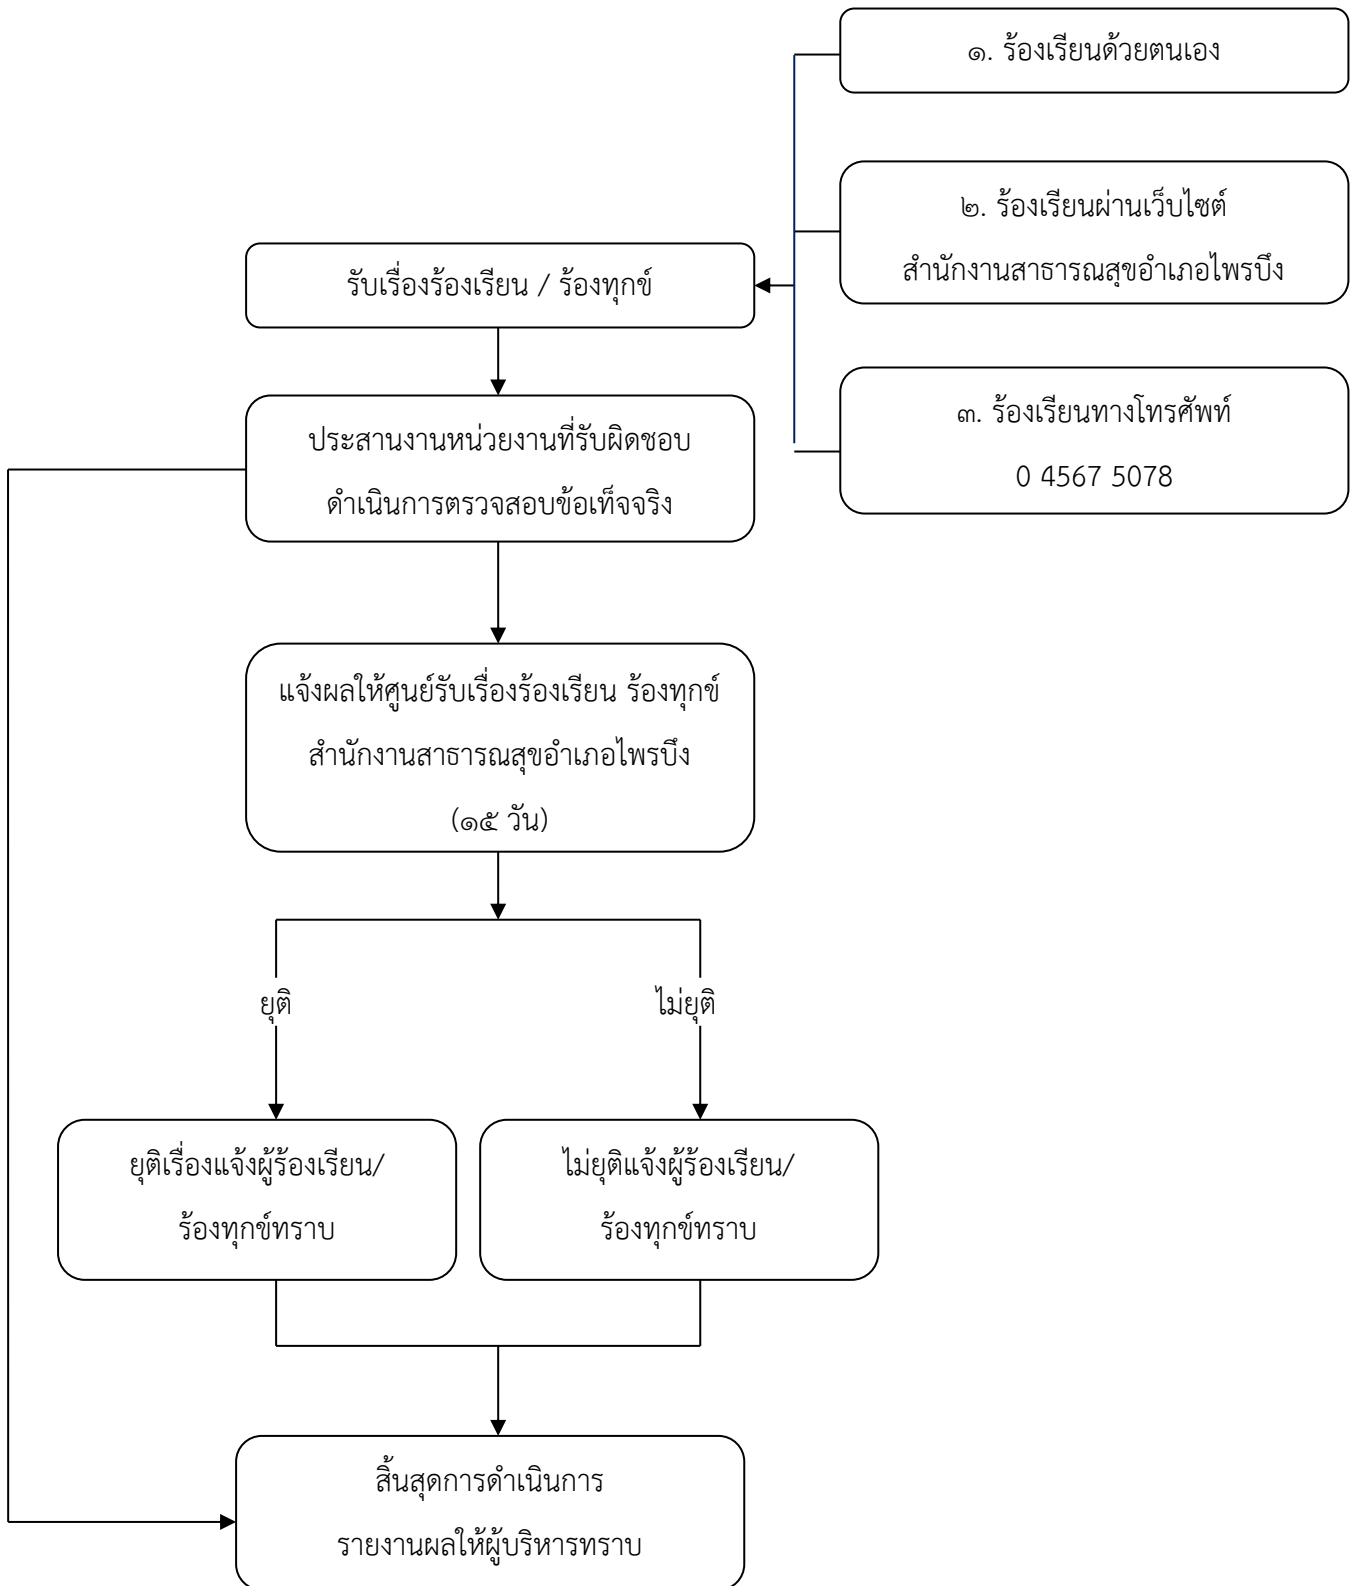 ๑. ร้องเรียนด้วยตนเอง
๒. ร้องเรียนผ่านเว็บไซต์
สำนักงานสาธารณสุขอำเภอไพรบึง
รับเรื่องร้องเรียน / ร้องทุกข์
๓. ร้องเรียนทางโทรศัพท์
0 4567 5078
ประสานงานหน่วยงานที่รับผิดชอบ
ดำเนินการตรวจสอบข้อเท็จจริง
แจ้งผลให้ศูนย์รับเรื่องร้องเรียน ร้องทุกข์
สำนักงานสาธารณสุขอำเภอไพรบึง
(๑๕ วัน)
ยุติ
ไม่ยุติ
ยุติเรื่องแจ้งผู้ร้องเรียน/
ร้องทุกข์ทราบ
ไม่ยุติแจ้งผู้ร้องเรียน/
ร้องทุกข์ทราบ
สิ้นสุดการดำเนินการ
รายงานผลให้ผู้บริหารทราบ